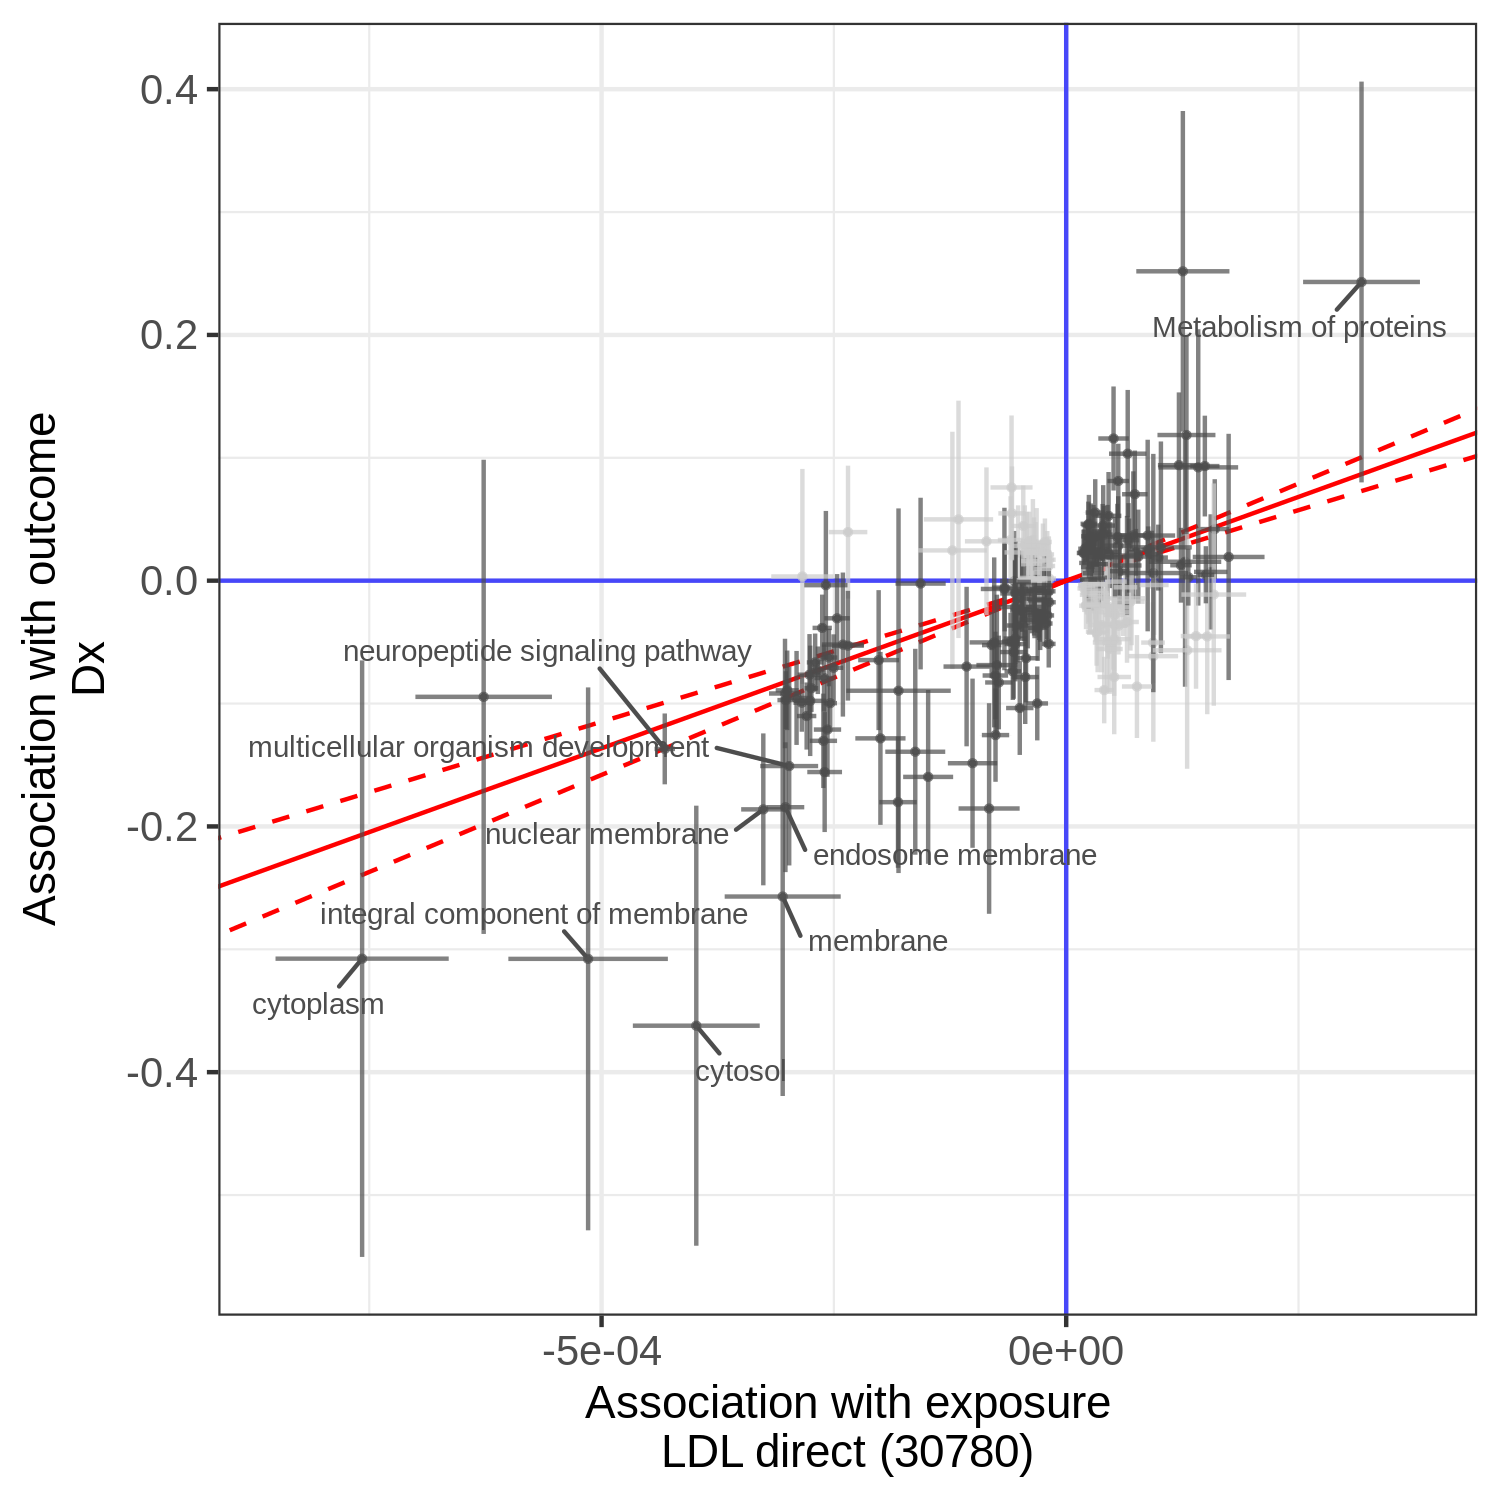 0.4
0.2
0.0
-0.2
-0.4
Association with outcome
Dx
Metabolism of proteins
neuropeptide signaling pathway
multicellular organism development
nuclear membrane
endosome membrane
integral component of membrane
membrane
cytoplasm
cytosol
-5e-04
0e+00
Association with exposure
LDL direct (30780)